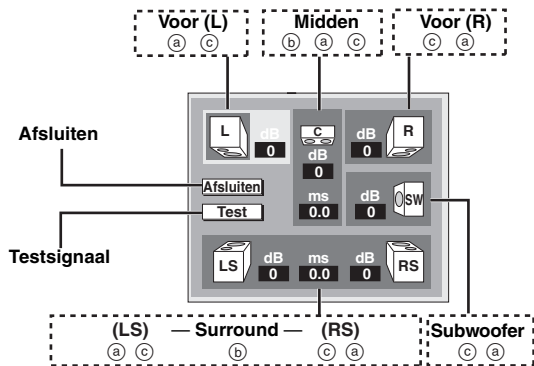 Voor (L) Midden Voor (R)
ⓐ ⓒ ⓑ ⓐ ⓒ ⓒ ⓐ
L dB 0 C dB 0 dB 0 R
Afsluiten
Afsluiten
Test
ms 0.0 dB 0 SW
Testsignaal
LS dB 0 ms 0.0 dB 0 RS
(LS) — Surround — (RS) Subwoofer
ⓐ ⓒ ⓑ ⓒ ⓐ ⓒ ⓐ